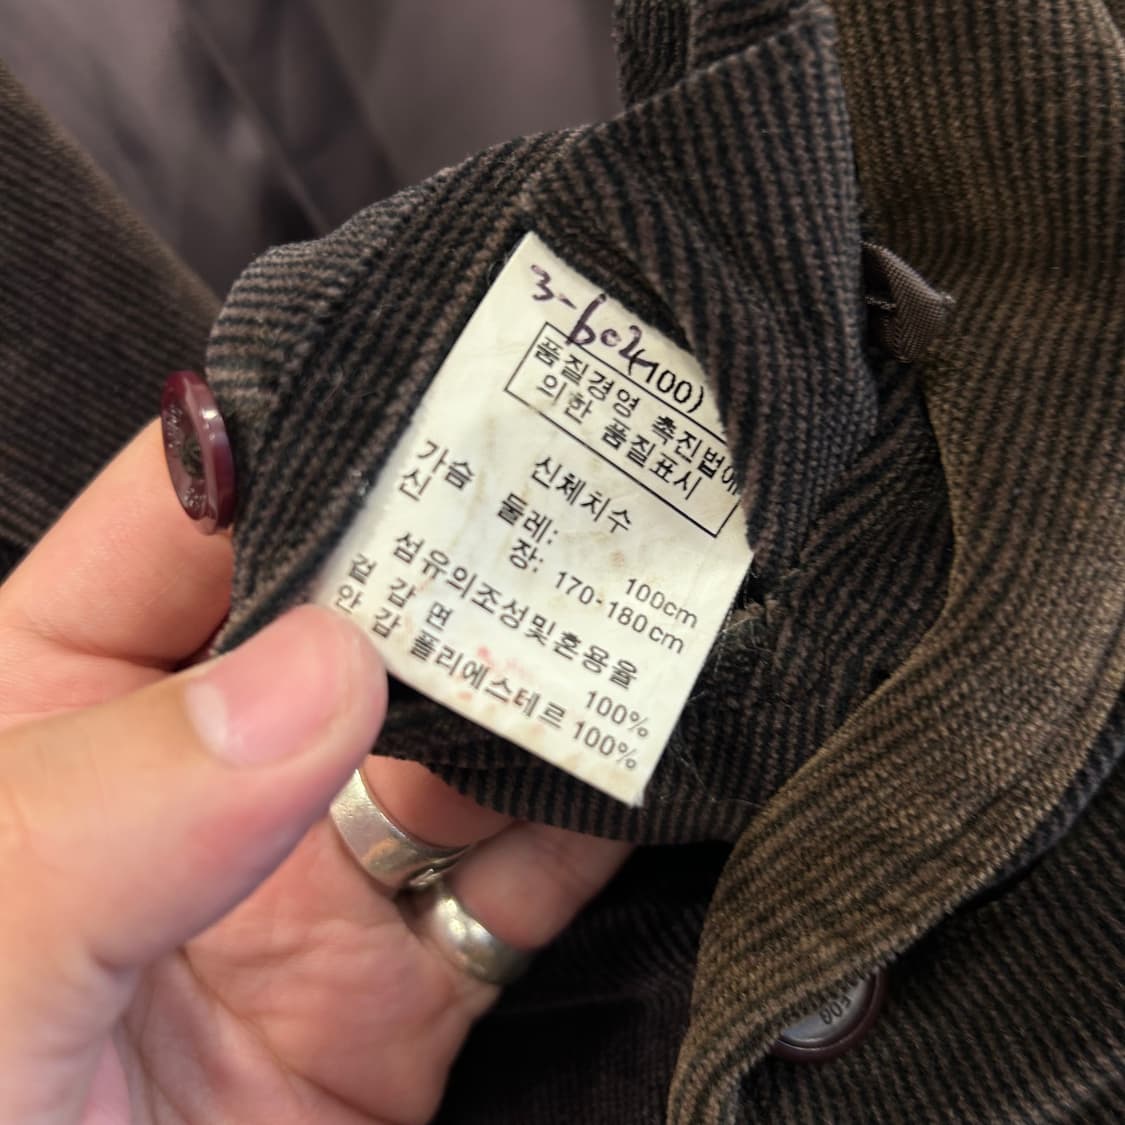 3-602(100)
품질경영 촉진법에
의한 품질표시
신체치수
가슴 둘레: 100cm
신 장: 170-180cm
섬유의조성및혼용율
겉 감 면 100%
안 감 폴리에스테르 100%